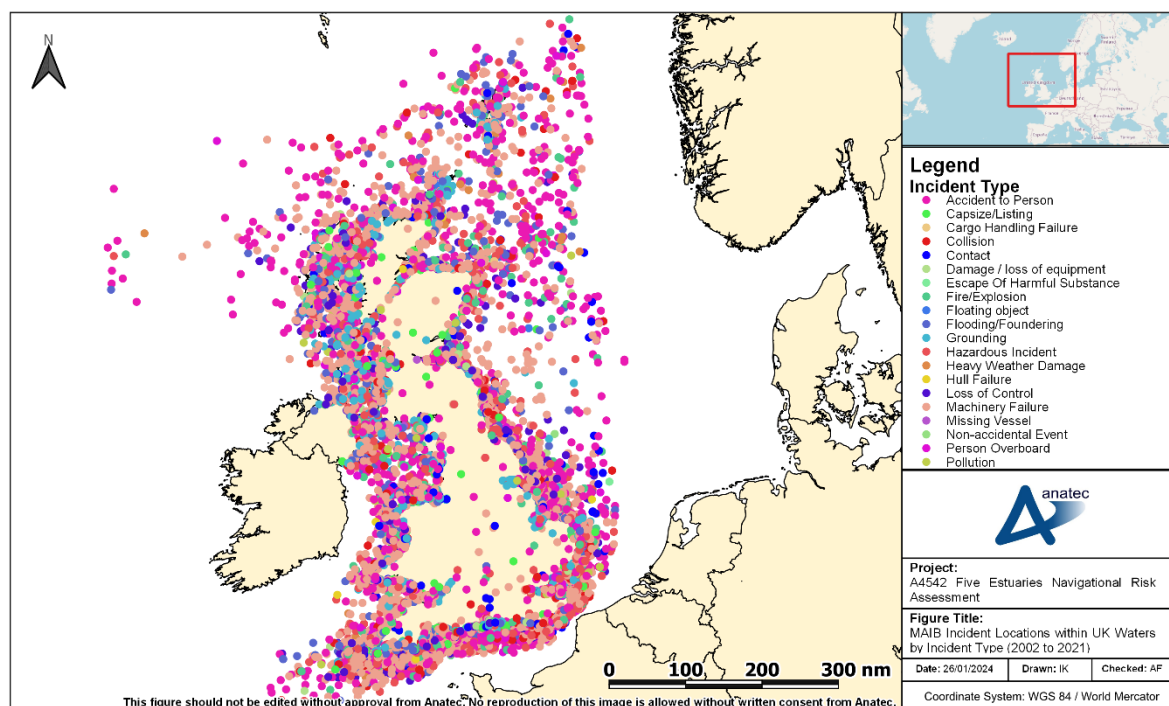 N
Legend
Incident Type
Accident to Person
Capsize/Listing
Cargo Handling Failure
Collision
Contact
Damage / loss of equipment
Escape Of Harmful Substance
Fire/Explosion
Floating object
Flooding/Foundering
Grounding
Hazardous Incident
Heavy Weather Damage
Hull Failure
Loss of Control
Machinery Failure
Missing Vessel
Non-accidental Event
Person Overboard
Pollution
anatec
Project:
A4542 Five Estuaries Navigational Risk
Assessment
Figure Title:
MAIB Incident Locations within UK Waters
by Incident Type (2002 to 2021)
Date: 26/01/2024 Drawn: IK Checked: AF
Coordinate System: WGS 84 / World Mercator
0 100 200 300 nm
This figure should not be edited without approval from Anatec. No reproduction of this image is allowed without written consent from Anatec.